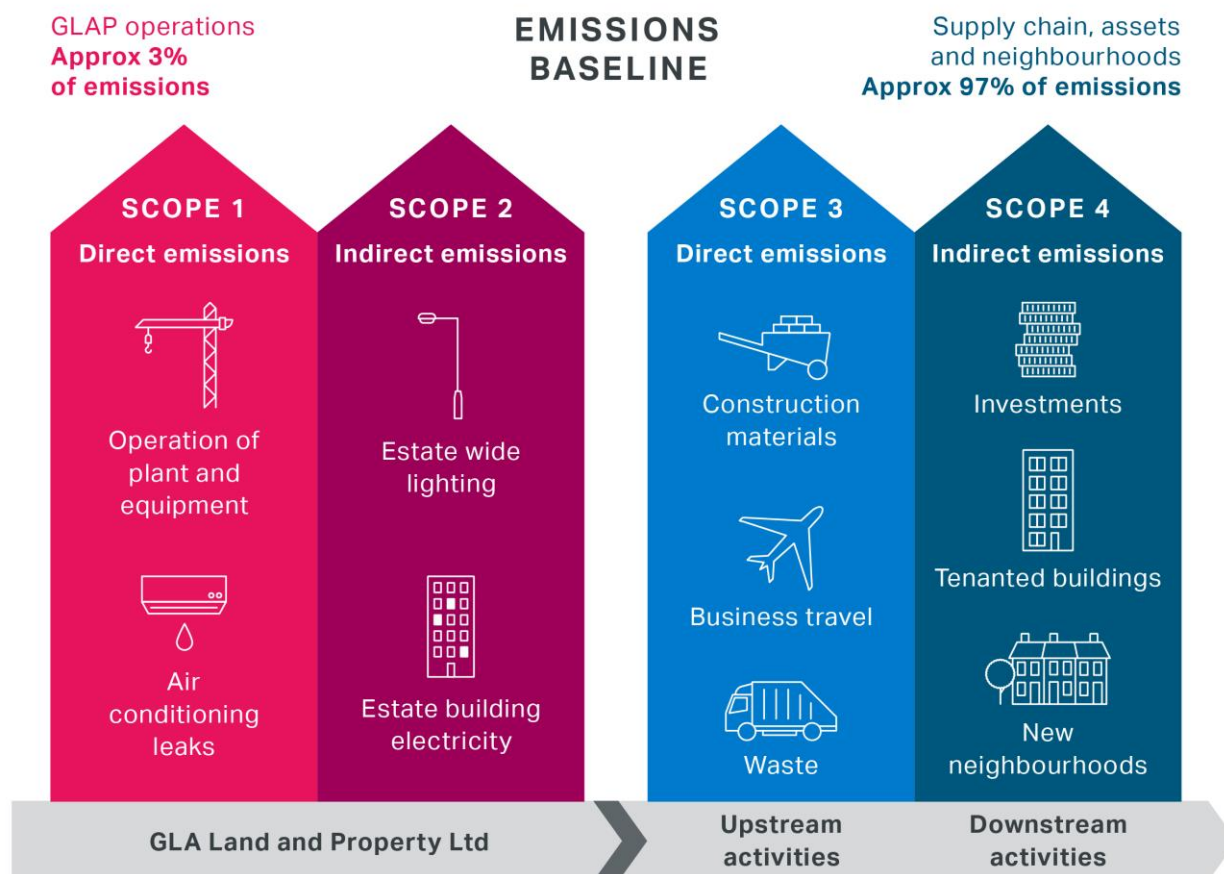 GLAP operations
Approx 3%
of emissions
EMISSIONS
BASELINE
Supply chain, assets
and neighbourhoods
Approx 97% of emissions
SCOPE 1
Direct emissions
Operation of
plant and
equipment
Air
conditioning
leaks
SCOPE 2
Indirect emissions
Estate wide
lighting
Estate building
electricity
SCOPE 3
Direct emissions
Construction
materials
Business travel
Waste
SCOPE 4
Indirect emissions
Investments
Tenanted buildings
New
neighbourhoods
GLA Land and Property Ltd
Upstream
activities
Downstream
activities